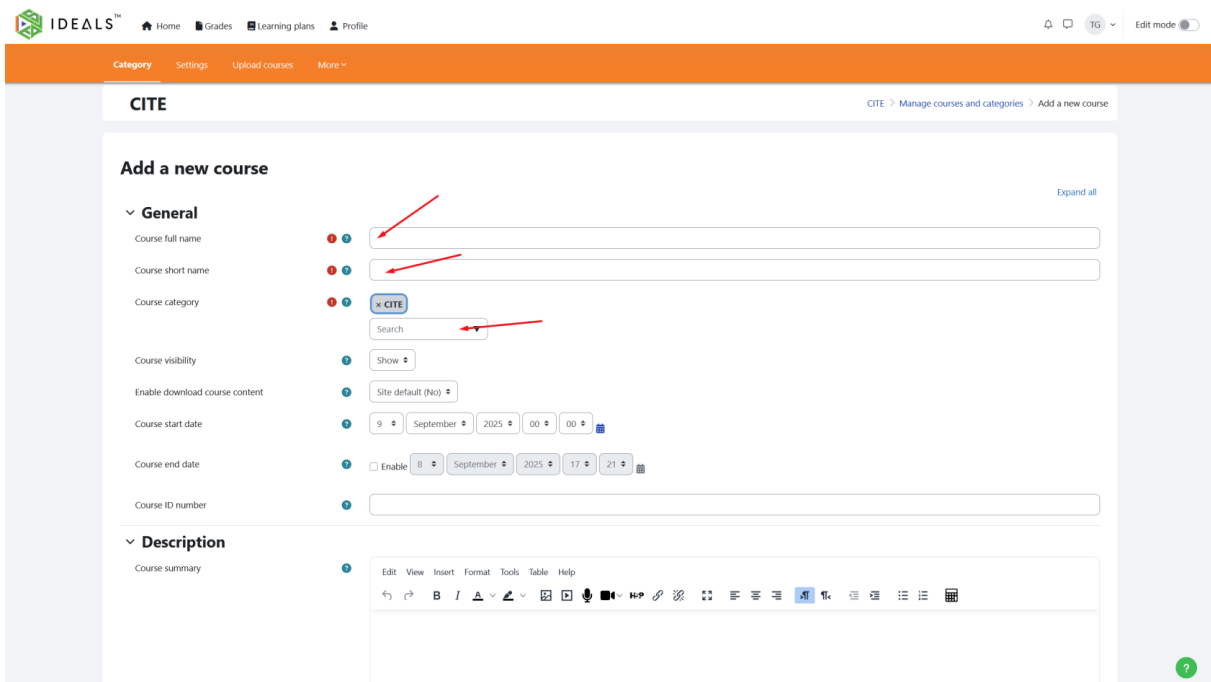 IDEALS™ Home Grades Learning plans Profile TG Edit mode
Category Settings Upload courses More
CITE CITE > Manage courses and categories > Add a new course
Add a new course
Expand all
General
Course full name ! ?
Course short name ! ?
Course category ! ? × CITE
Search ▼
Course visibility ? Show
Enable download course content ? Site default (No)
Course start date ? 9 September 2025 00 00
Course end date ? Enable 8 September 2025 17 21
Course ID number ?
Description
Course summary ? Edit View Insert Format Tools Table Help
B I A H-P
?